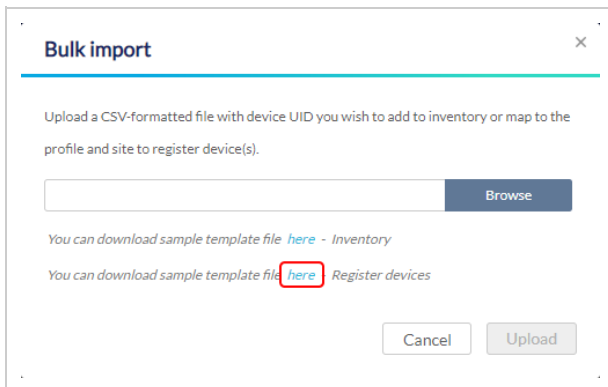 Bulk import
×
Upload a CSV-formatted file with device UID you wish to add to inventory or map to the
profile and site to register device(s).
Browse
You can download sample template file here - Inventory
You can download sample template file here - Register devices
Cancel Upload